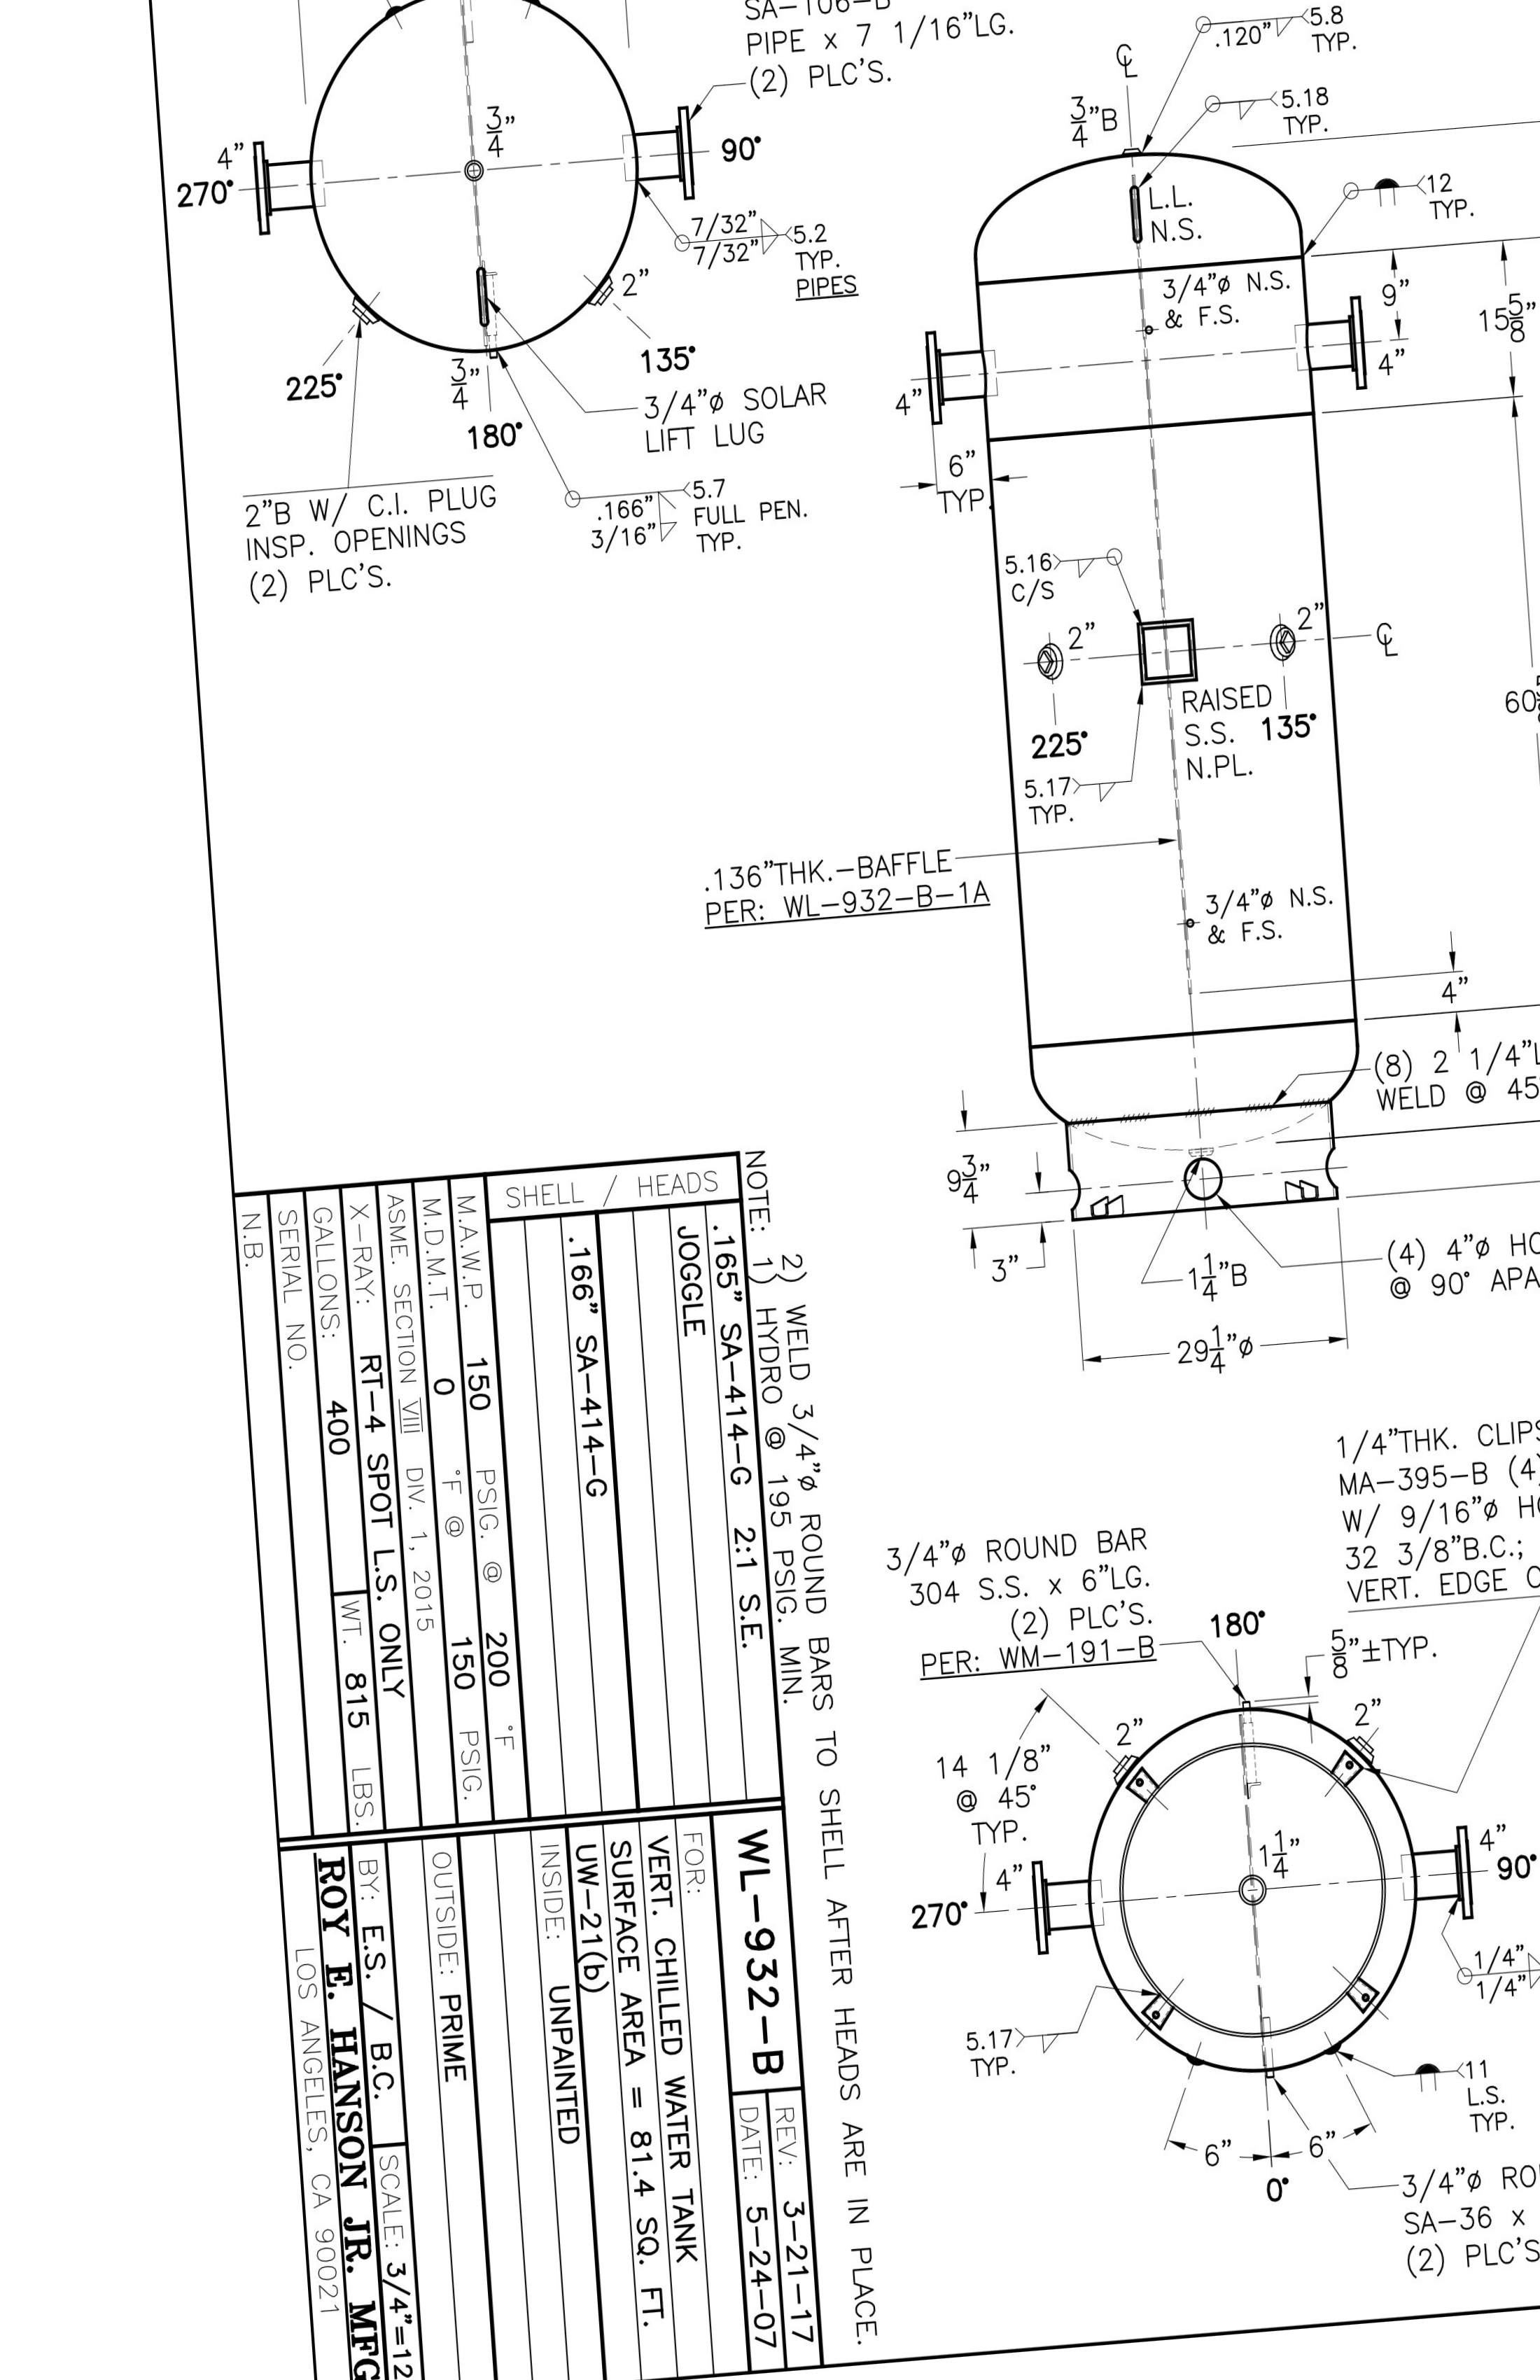 SA-106-B
PIPE x 7 1/16"LG.
(2) PLC'S.
3/4"
4"
270°
90°
7/32"
7/32"
5.2
TYP.
PIPES
2"
225°
135°
3/4"
180°
3/4"ø SOLAR
LIFT LUG
2"B W/ C.I. PLUG
INSP. OPENINGS
(2) PLC'S.
.166"
3/16"
5.7
FULL PEN.
TYP.
.120"
5.8
TYP.
℄
3/4"B
5.18
TYP.
L.L.
N.S.
12
TYP.
3/4"ø N.S.
& F.S.
9"
15 5/8"
4"
4"
6"
TYP.
5.16
C/S
2"
2"
℄
RAISED
S.S.
N.PL.
225°
135°
5.17
TYP.
60
.136"THK.-BAFFLE
PER: WL-932-B-1A
3/4"ø N.S.
& F.S.
4"
(8) 2 1/4"
WELD @ 45
9 3/4"
3"
1 1/4"B
(4) 4"ø
@ 90°
29 1/4"ø
1/4"THK. CLIPS
MA-395-B (4)
W/ 9/16"ø
32 3/8"B.C.;
VERT. EDGE
3/4"ø ROUND BAR
304 S.S. x 6"LG.
(2) PLC'S.
PER: WM-191-B
180°
5/8"±TYP.
2"
2"
14 1/8"
@ 45°
TYP.
4"
270°
1 1/4"
4"
90°
1/4"
1/4"
5.17
TYP.
11
L.S.
TYP.
6"
6"
0°
3/4"ø
SA-36 x
(2) PLC'S
NOTE: 1) HYDRO @ 195 PSIG. MIN.
2) WELD 3/4"ø ROUND BARS TO SHELL AFTER HEADS ARE IN PLACE.
SHELL / HEADS
.165" SA-414-G 2:1 S.E.
JOGGLE
.166" SA-414-G
M.A.W.P. 150 PSIG. @ 200 °F
M.D.M.T. 0 °F @ 150 PSIG.
ASME. SECTION VIII DIV. 1, 2015
X-RAY: RT-4 SPOT L.S. ONLY
GALLONS: 400 WT. 815 LBS.
SERIAL NO.
N.B.
WL-932-B
REV: 3-21-17
DATE: 5-24-07
FOR:
VERT. CHILLED WATER TANK
SURFACE AREA = 81.4 SQ. FT.
UW-21(b)
INSIDE: UNPAINTED
OUTSIDE: PRIME
BY: E.S. / B.C.
SCALE: 3/4"=12
ROY E. HANSON JR. MFG
LOS ANGELES, CA 90021